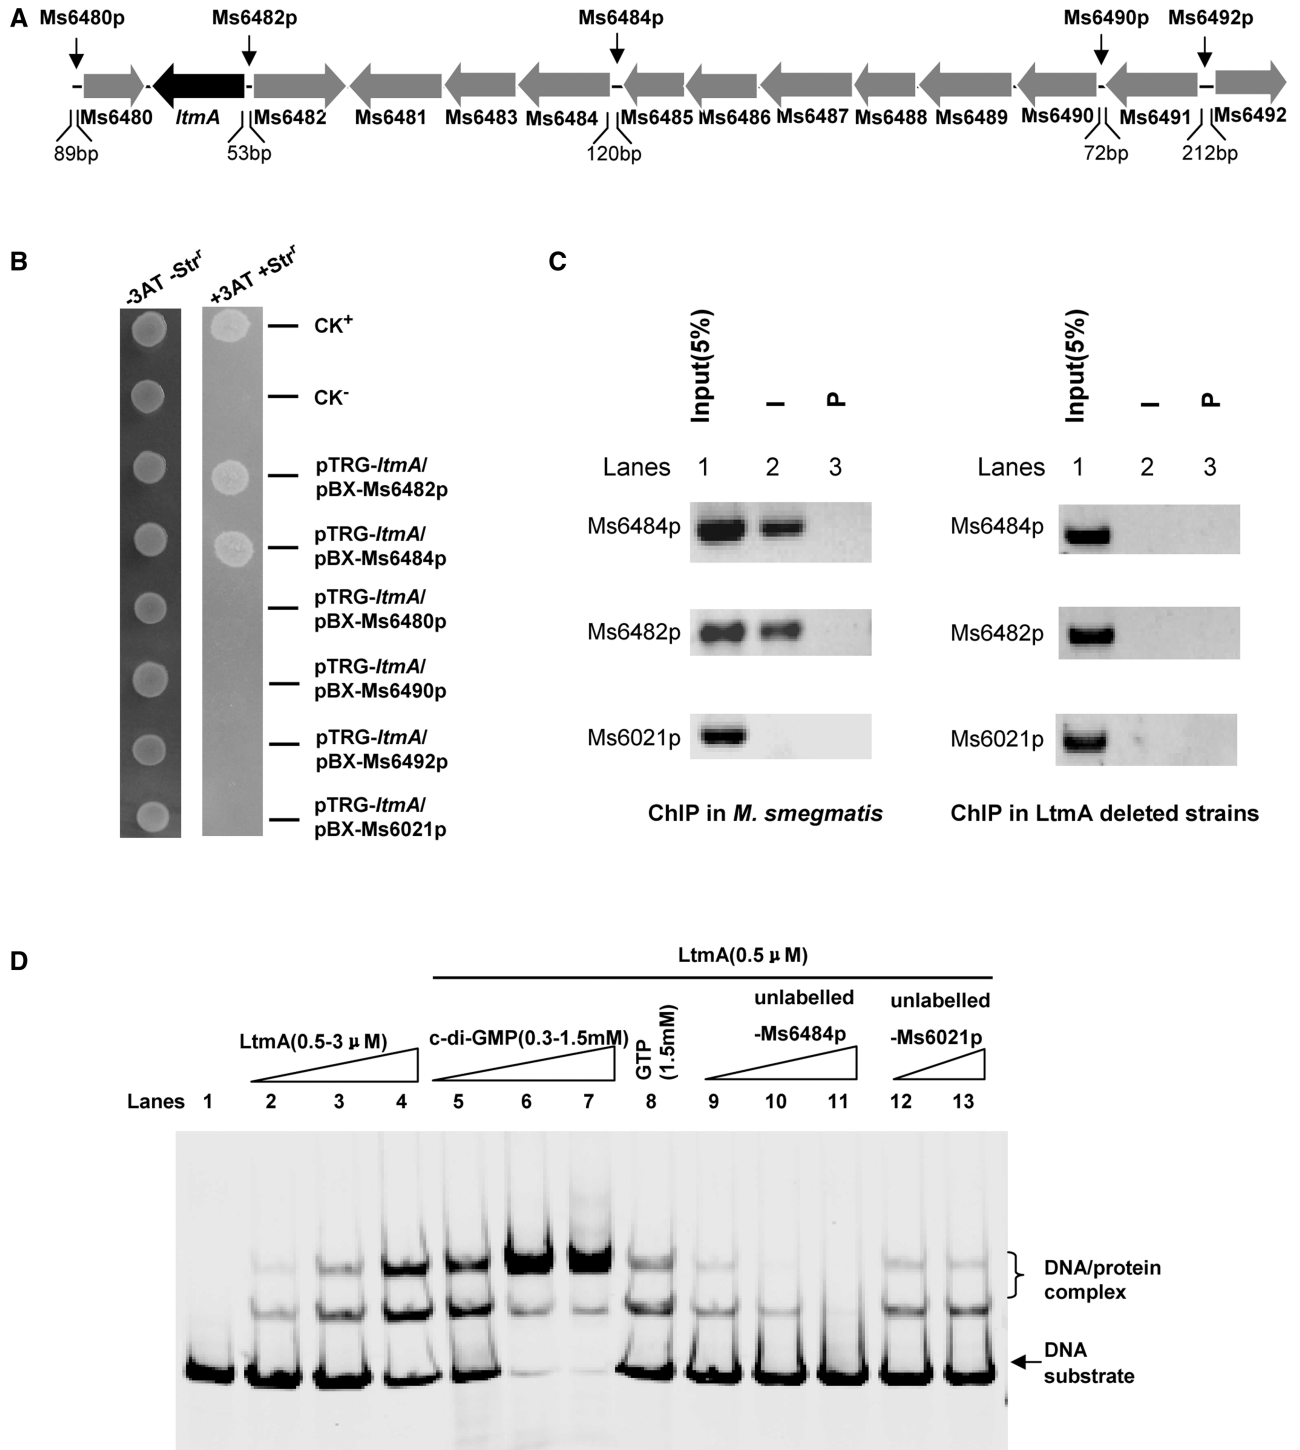 A
Ms6480p Ms6482p Ms6484p Ms6490p Ms6492p
Ms6480 ltmA Ms6482 Ms6481 Ms6483 Ms6484 Ms6485 Ms6486 Ms6487 Ms6488 Ms6489 Ms6490 Ms6491 Ms6492
89bp 53bp 120bp 72bp 212bp
B
-3AT -Strʳ +3AT +Strʳ
CK⁺
CK⁻
pTRG-ltmA/
pBX-Ms6482p
pTRG-ltmA/
pBX-Ms6484p
pTRG-ltmA/
pBX-Ms6480p
pTRG-ltmA/
pBX-Ms6490p
pTRG-ltmA/
pBX-Ms6492p
pTRG-ltmA/
pBX-Ms6021p
C
Input(5%) I P
Lanes 1 2 3
Ms6484p
Ms6482p
Ms6021p
ChIP in M. smegmatis
Input(5%) I P
Lanes 1 2 3
Ms6484p
Ms6482p
Ms6021p
ChIP in LtmA deleted strains
D
LtmA(0.5 μM)
LtmA(0.5-3 μM)
c-di-GMP(0.3-1.5mM)
GTP
(1.5mM)
unlabelled
-Ms6484p
unlabelled
-Ms6021p
Lanes 1 2 3 4 5 6 7 8 9 10 11 12 13
DNA/protein
complex
DNA
substrate